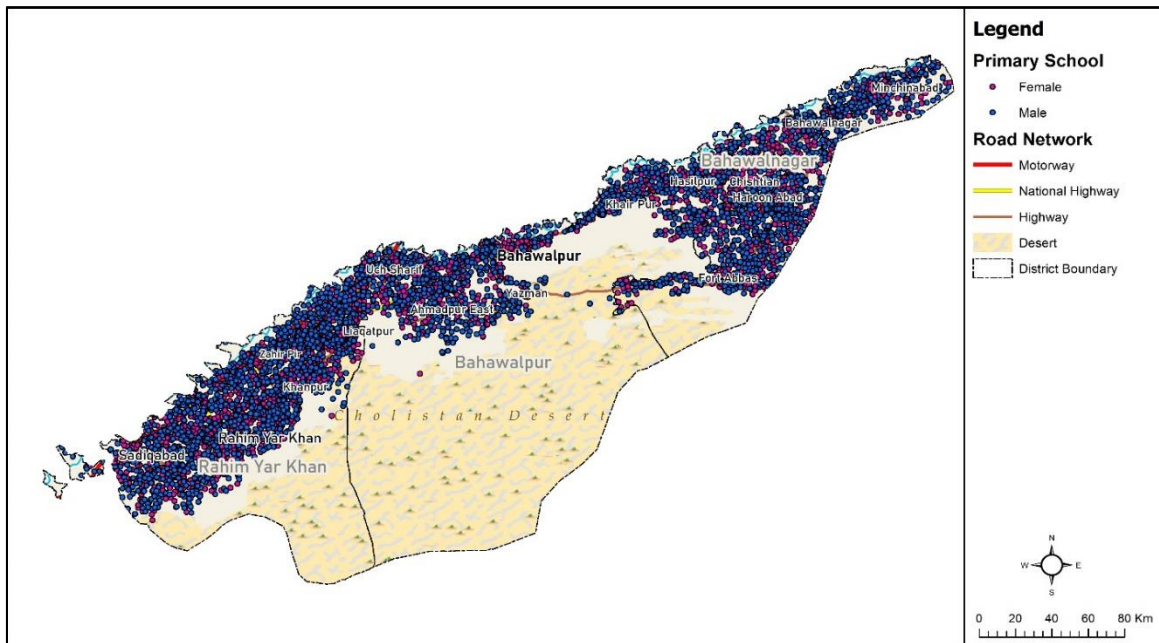 Minchinabad
Bahawalnagar
Bahawalnagar
Hasilpur
Chishtian
Haroon Abad
Khair Pur
Bahawalpur
Uch Sharif
Fort Abbas
Yazman
Ahmadpur East
Liaqatpur
Zahir Pir
Bahawalpur
Khanpur
Cholistan Desert
Rahim Yar Khan
Sadiqabad
Rahim Yar Khan
Legend
Primary School
Female
Male
Road Network
Motorway
National Highway
Highway
Desert
District Boundary
N
W E
S
0 20 40 60 80 Km